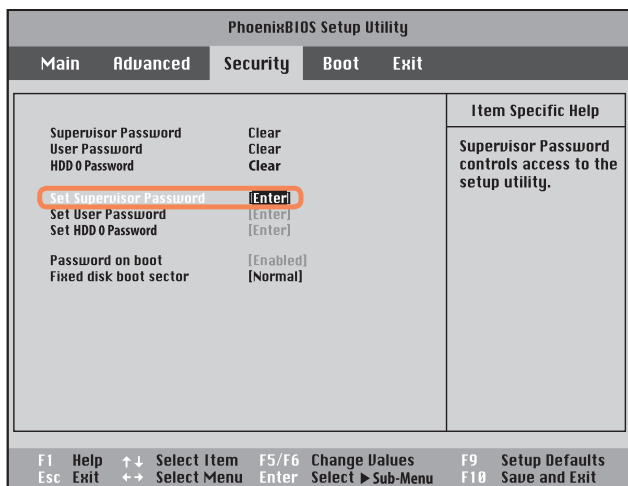 PhoenixBIOS Setup Utility
Main Advanced Security Boot Exit
Item Specific Help
Supervisor Password Clear
User Password Clear
HDD 0 Password Clear
Supervisor Password
controls access to the
setup utility.
Set Supervisor Password [Enter]
Set User Password [Enter]
Set HDD 0 Password [Enter]
Password on boot [Enabled]
Fixed disk boot sector [Normal]
F1 Help ↑↓ Select Item F5/F6 Change Values F9 Setup Defaults
Esc Exit ←→ Select Menu Enter Select ▶ Sub-Menu F10 Save and Exit